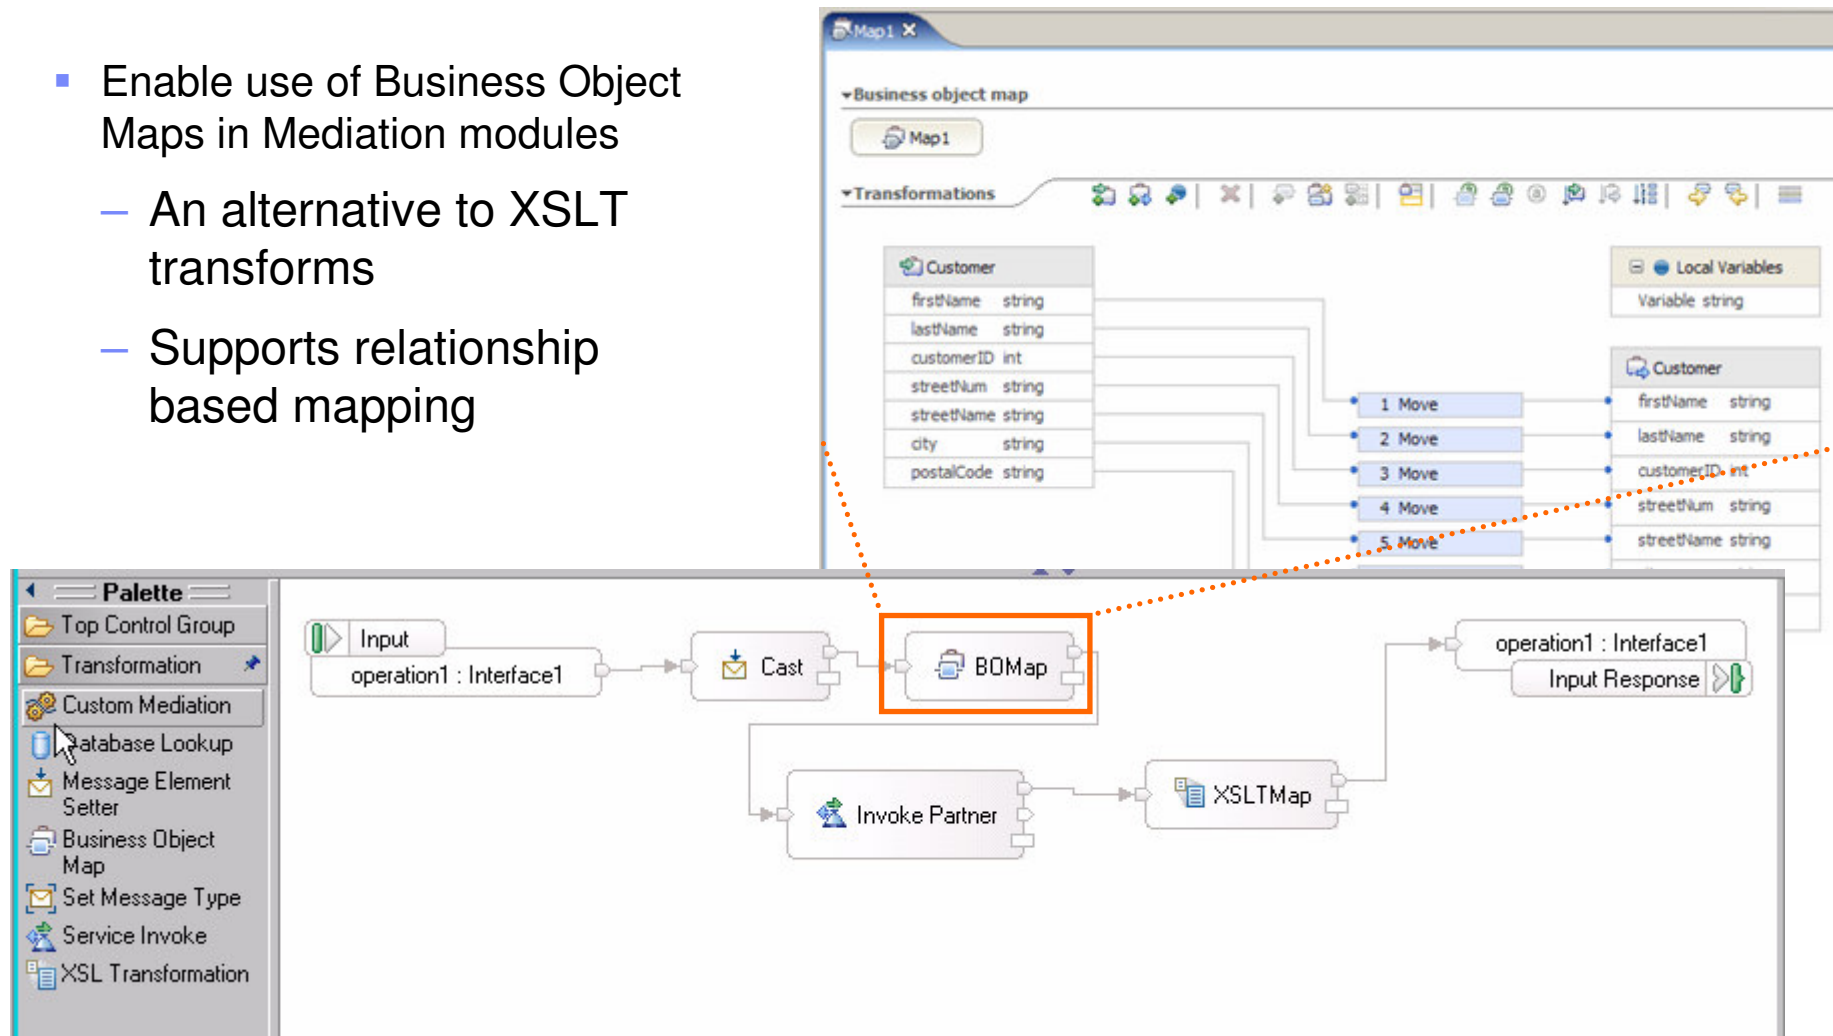 Enable use of Business Object
Maps in Mediation modules
– An alternative to XSLT
transforms
– Supports relationship
based mapping
Map1
Business object map
Map1
Transformations
Customer
firstName string
lastName string
customerID int
streetNum string
streetName string
city string
postalCode string
1 Move
2 Move
3 Move
4 Move
5 Move
Local Variables
Variable string
Customer
firstName string
lastName string
customerID int
streetNum string
streetName string
Palette
Top Control Group
Transformation
Custom Mediation
Database Lookup
Message Element
Setter
Business Object
Map
Set Message Type
Service Invoke
XSL Transformation
Input
operation1 : Interface1
Cast
BOMap
Invoke Partner
XSLTMap
operation1 : Interface1
Input Response